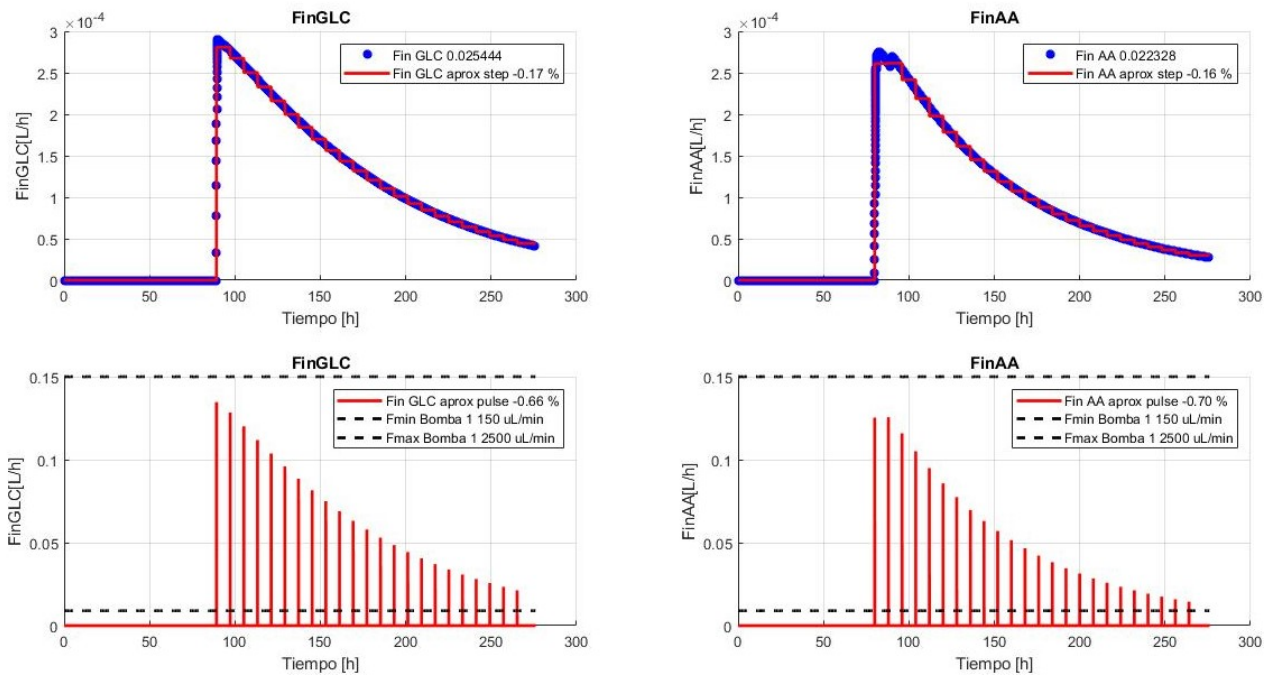 FinGLC
×10⁻⁴
3
2.5
2
1.5
1
0.5
0
FinGLC[L/h]
Fin GLC 0.025444
Fin GLC aprox step -0.17 %
0 50 100 150 200 250 300
Tiempo [h]
FinAA
×10⁻⁴
3
2.5
2
1.5
1
0.5
0
FinAA[L/h]
Fin AA 0.022328
Fin AA aprox step -0.16 %
0 50 100 150 200 250 300
Tiempo [h]
FinGLC
0.15
0.1
0.05
0
FinGLC[L/h]
Fin GLC aprox pulse -0.66 %
Fmin Bomba 1 150 uL/min
Fmax Bomba 1 2500 uL/min
0 50 100 150 200 250 300
Tiempo [h]
FinAA
0.15
0.1
0.05
0
FinAA[L/h]
Fin AA aprox pulse -0.70 %
Fmin Bomba 1 150 uL/min
Fmax Bomba 1 2500 uL/min
0 50 100 150 200 250 300
Tiempo [h]